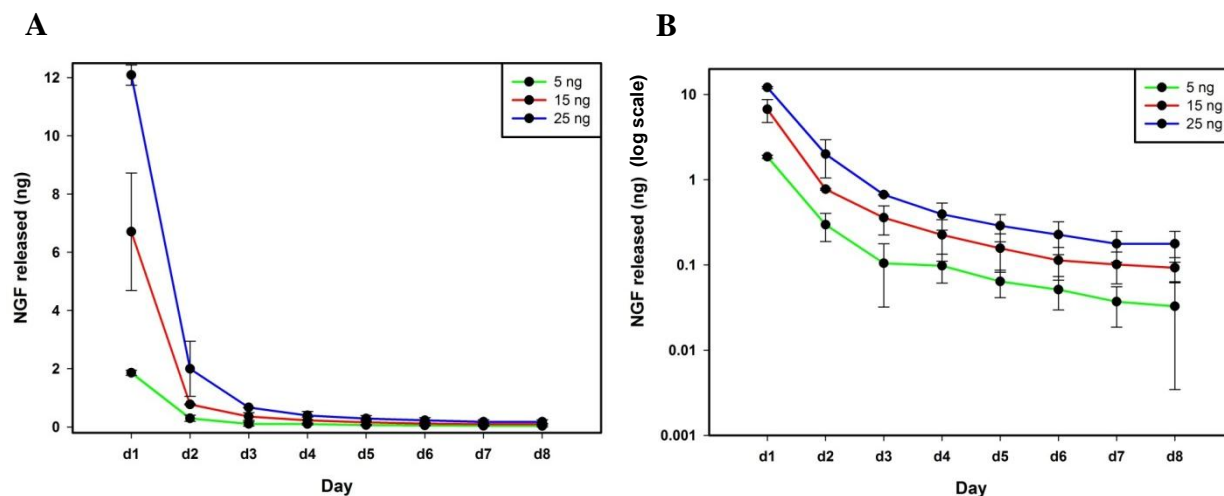 A
NGF released (ng)
12
10
8
6
4
2
0
5 ng
15 ng
25 ng
d1 d2 d3 d4 d5 d6 d7 d8
Day
B
NGF released (ng) (log scale)
10
1
0.1
0.01
0.001
5 ng
15 ng
25 ng
d1 d2 d3 d4 d5 d6 d7 d8
Day